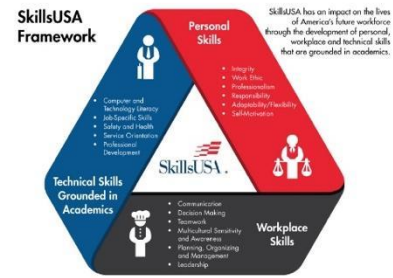 SkillsUSA
Framework
SkillsUSA has an impact on the lives
of America's future workforce
through the development of personal,
workplace and technical skills
that are grounded in academics.
Personal
Skills
• Integrity
• Work Ethic
• Professionalism
• Responsibility
• Adaptability/Flexibility
• Self-Motivation
• Computer and
Technology Literacy
• Job-Specific Skills
• Safety and Health
• Service Orientation
• Professional
Development
SkillsUSA.
Technical Skills
Grounded in
Academics
• Communication
• Decision Making
• Teamwork
• Multicultural Sensitivity
and Awareness
• Planning, Organizing
and Management
• Leadership
Workplace
Skills